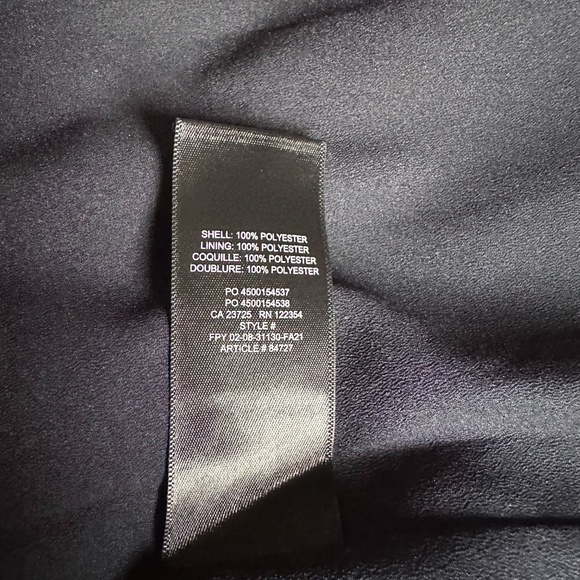 SHELL: 100% POLYESTER
LINING: 100% POLYESTER
COQUILLE: 100% POLYESTER
DOUBLURE: 100% POLYESTER
PO 4500154537
PO 4500154538
CA 23725 RN 122354
STYLE #
FPY 02-08-31130-FA21
ARTICLE # 84727